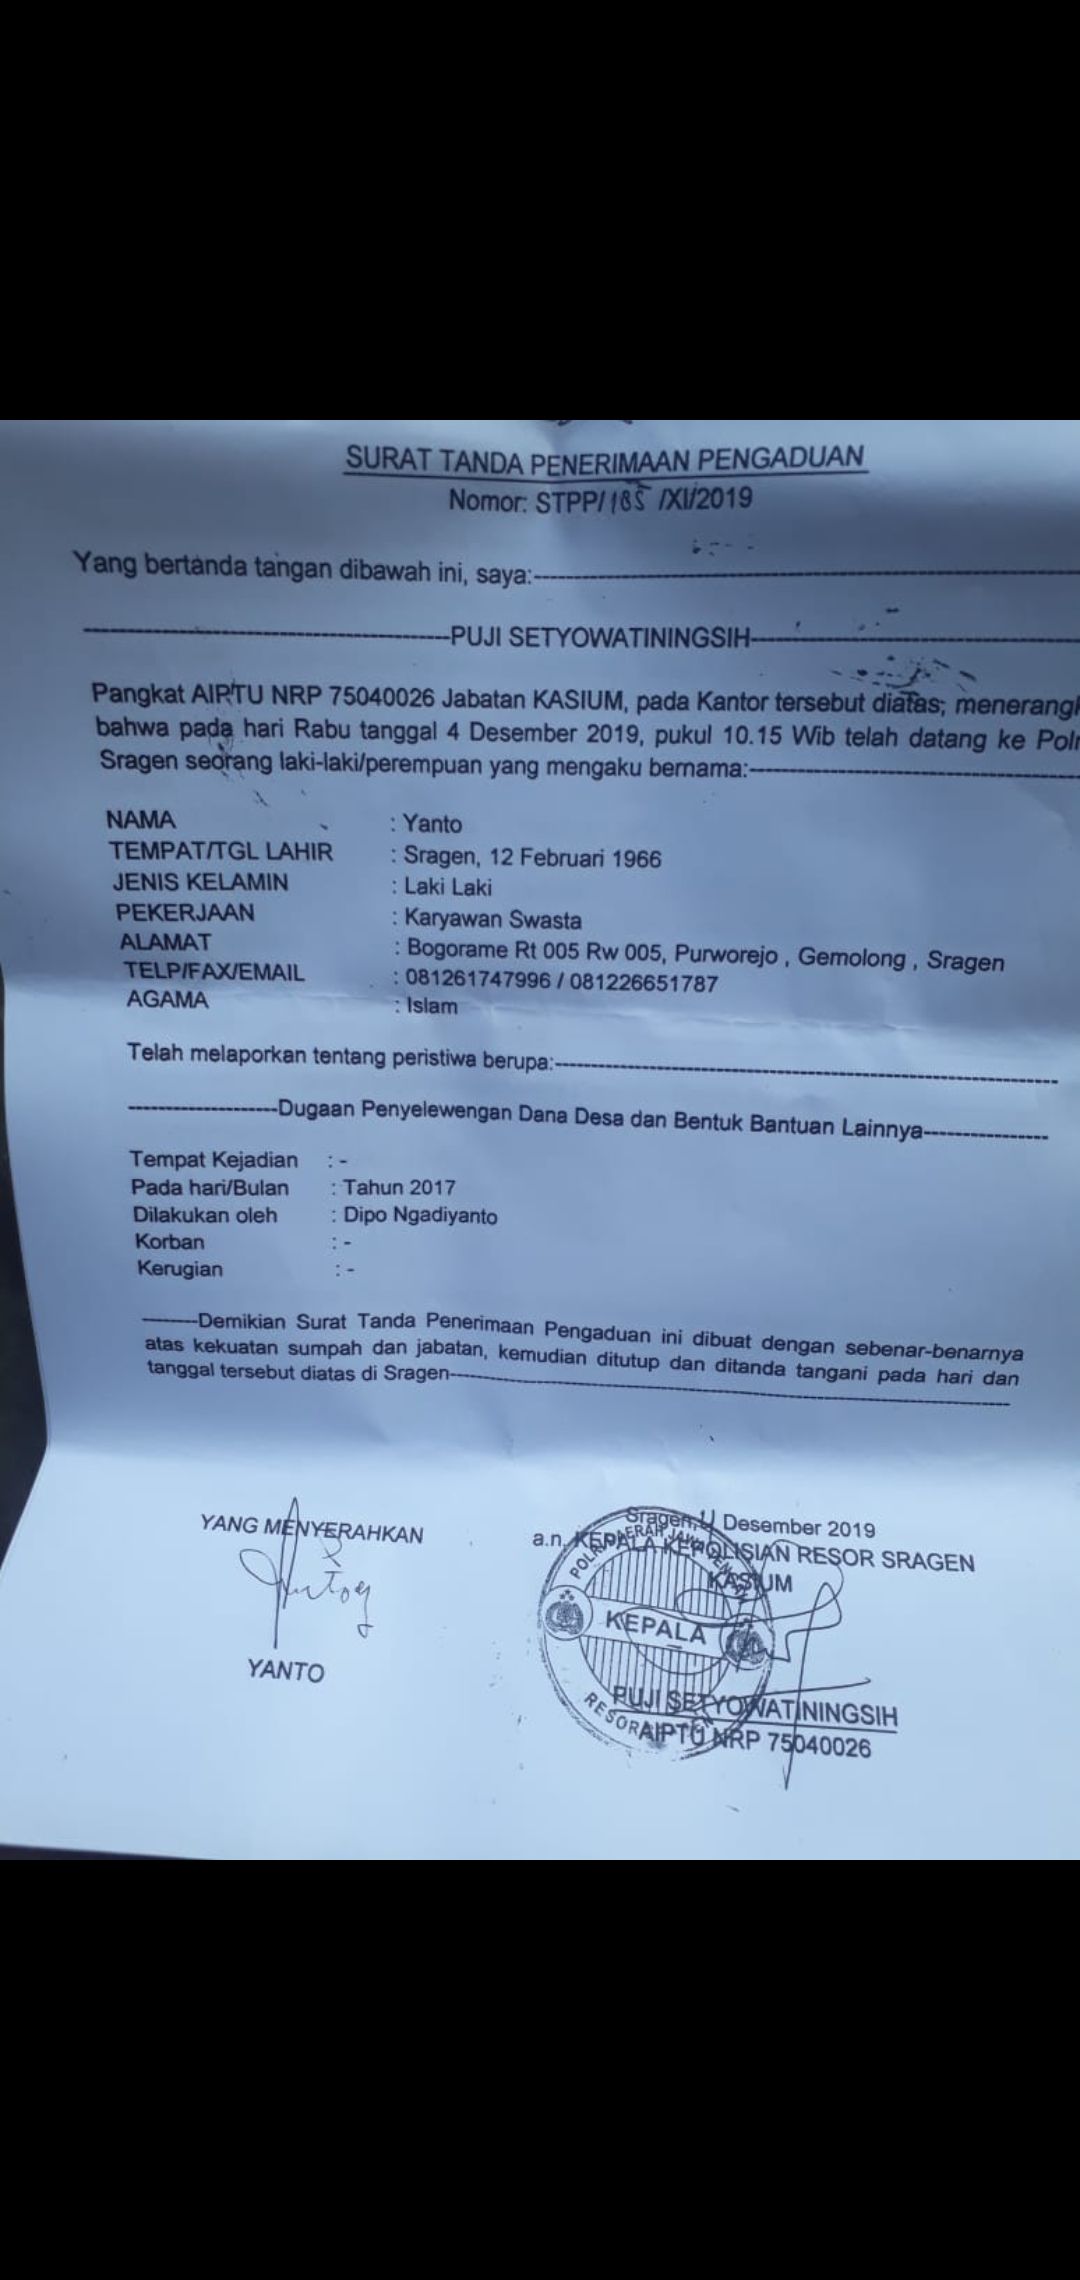 SURAT TANDA PENERIMAAN PENGADUAN
Nomor: STPP/185 /XI/2019
Yang bertanda tangan dibawah ini, saya:
PUJI SETYOWATININGSIH
Pangkat AIPTU NRP 75040026 Jabatan KASIUM, pada Kantor tersebut diatas, menerang
bahwa pada hari Rabu tanggal 4 Desember 2019, pukul 10.15 Wib telah datang ke Pol
Sragen seorang laki-laki/perempuan yang mengaku bernama:
NAMA : Yanto
TEMPAT/TGL LAHIR : Sragen, 12 Februari 1966
JENIS KELAMIN : Laki Laki
PEKERJAAN : Karyawan Swasta
ALAMAT : Bogorame Rt 005 Rw 005, Purworejo , Gemolong , Sragen
TELP/FAX/EMAIL : 081261747996 / 081226651787
AGAMA : Islam
Telah melaporkan tentang peristiwa berupa:
Dugaan Penyelewengan Dana Desa dan Bentuk Bantuan Lainnya
Tempat Kejadian : -
Pada hari/Bulan : Tahun 2017
Dilakukan oleh : Dipo Ngadiyanto
Korban : -
Kerugian : -
Demikian Surat Tanda Penerimaan Pengaduan ini dibuat dengan sebenar-benarnya
atas kekuatan sumpah dan jabatan, kemudian ditutup dan ditanda tangani pada hari dan
tanggal tersebut diatas di Sragen
YANG MENYERAHKAN
YANTO
Sragen, Desember 2019
a.n. KEPALA KEPOLISIAN RESOR SRAGEN
KASIUM
KEPALA
PUJI SETYOWATININGSIH
AIPTU NRP 75040026